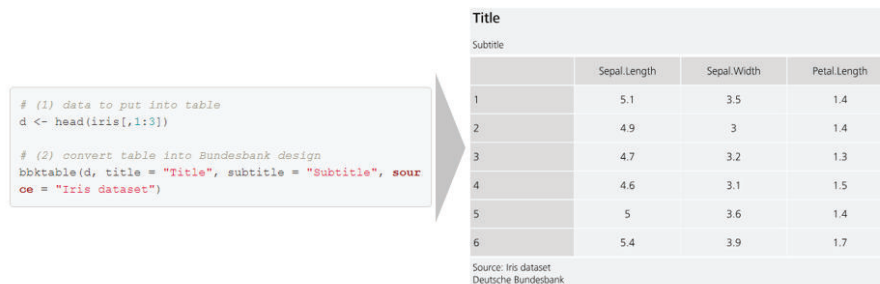 # (1) data to put into table
d <- head(iris[,1:3])
# (2) convert table into Bundesbank design
bbktable(d, title = "Title", subtitle = "Subtitle", sour
ce = "Iris dataset")
Title
Subtitle
Sepal.Length Sepal.Width Petal.Length
1 5.1 3.5 1.4
2 4.9 3 1.4
3 4.7 3.2 1.3
4 4.6 3.1 1.5
5 5 3.6 1.4
6 5.4 3.9 1.7
Source: Iris dataset
Deutsche Bundesbank